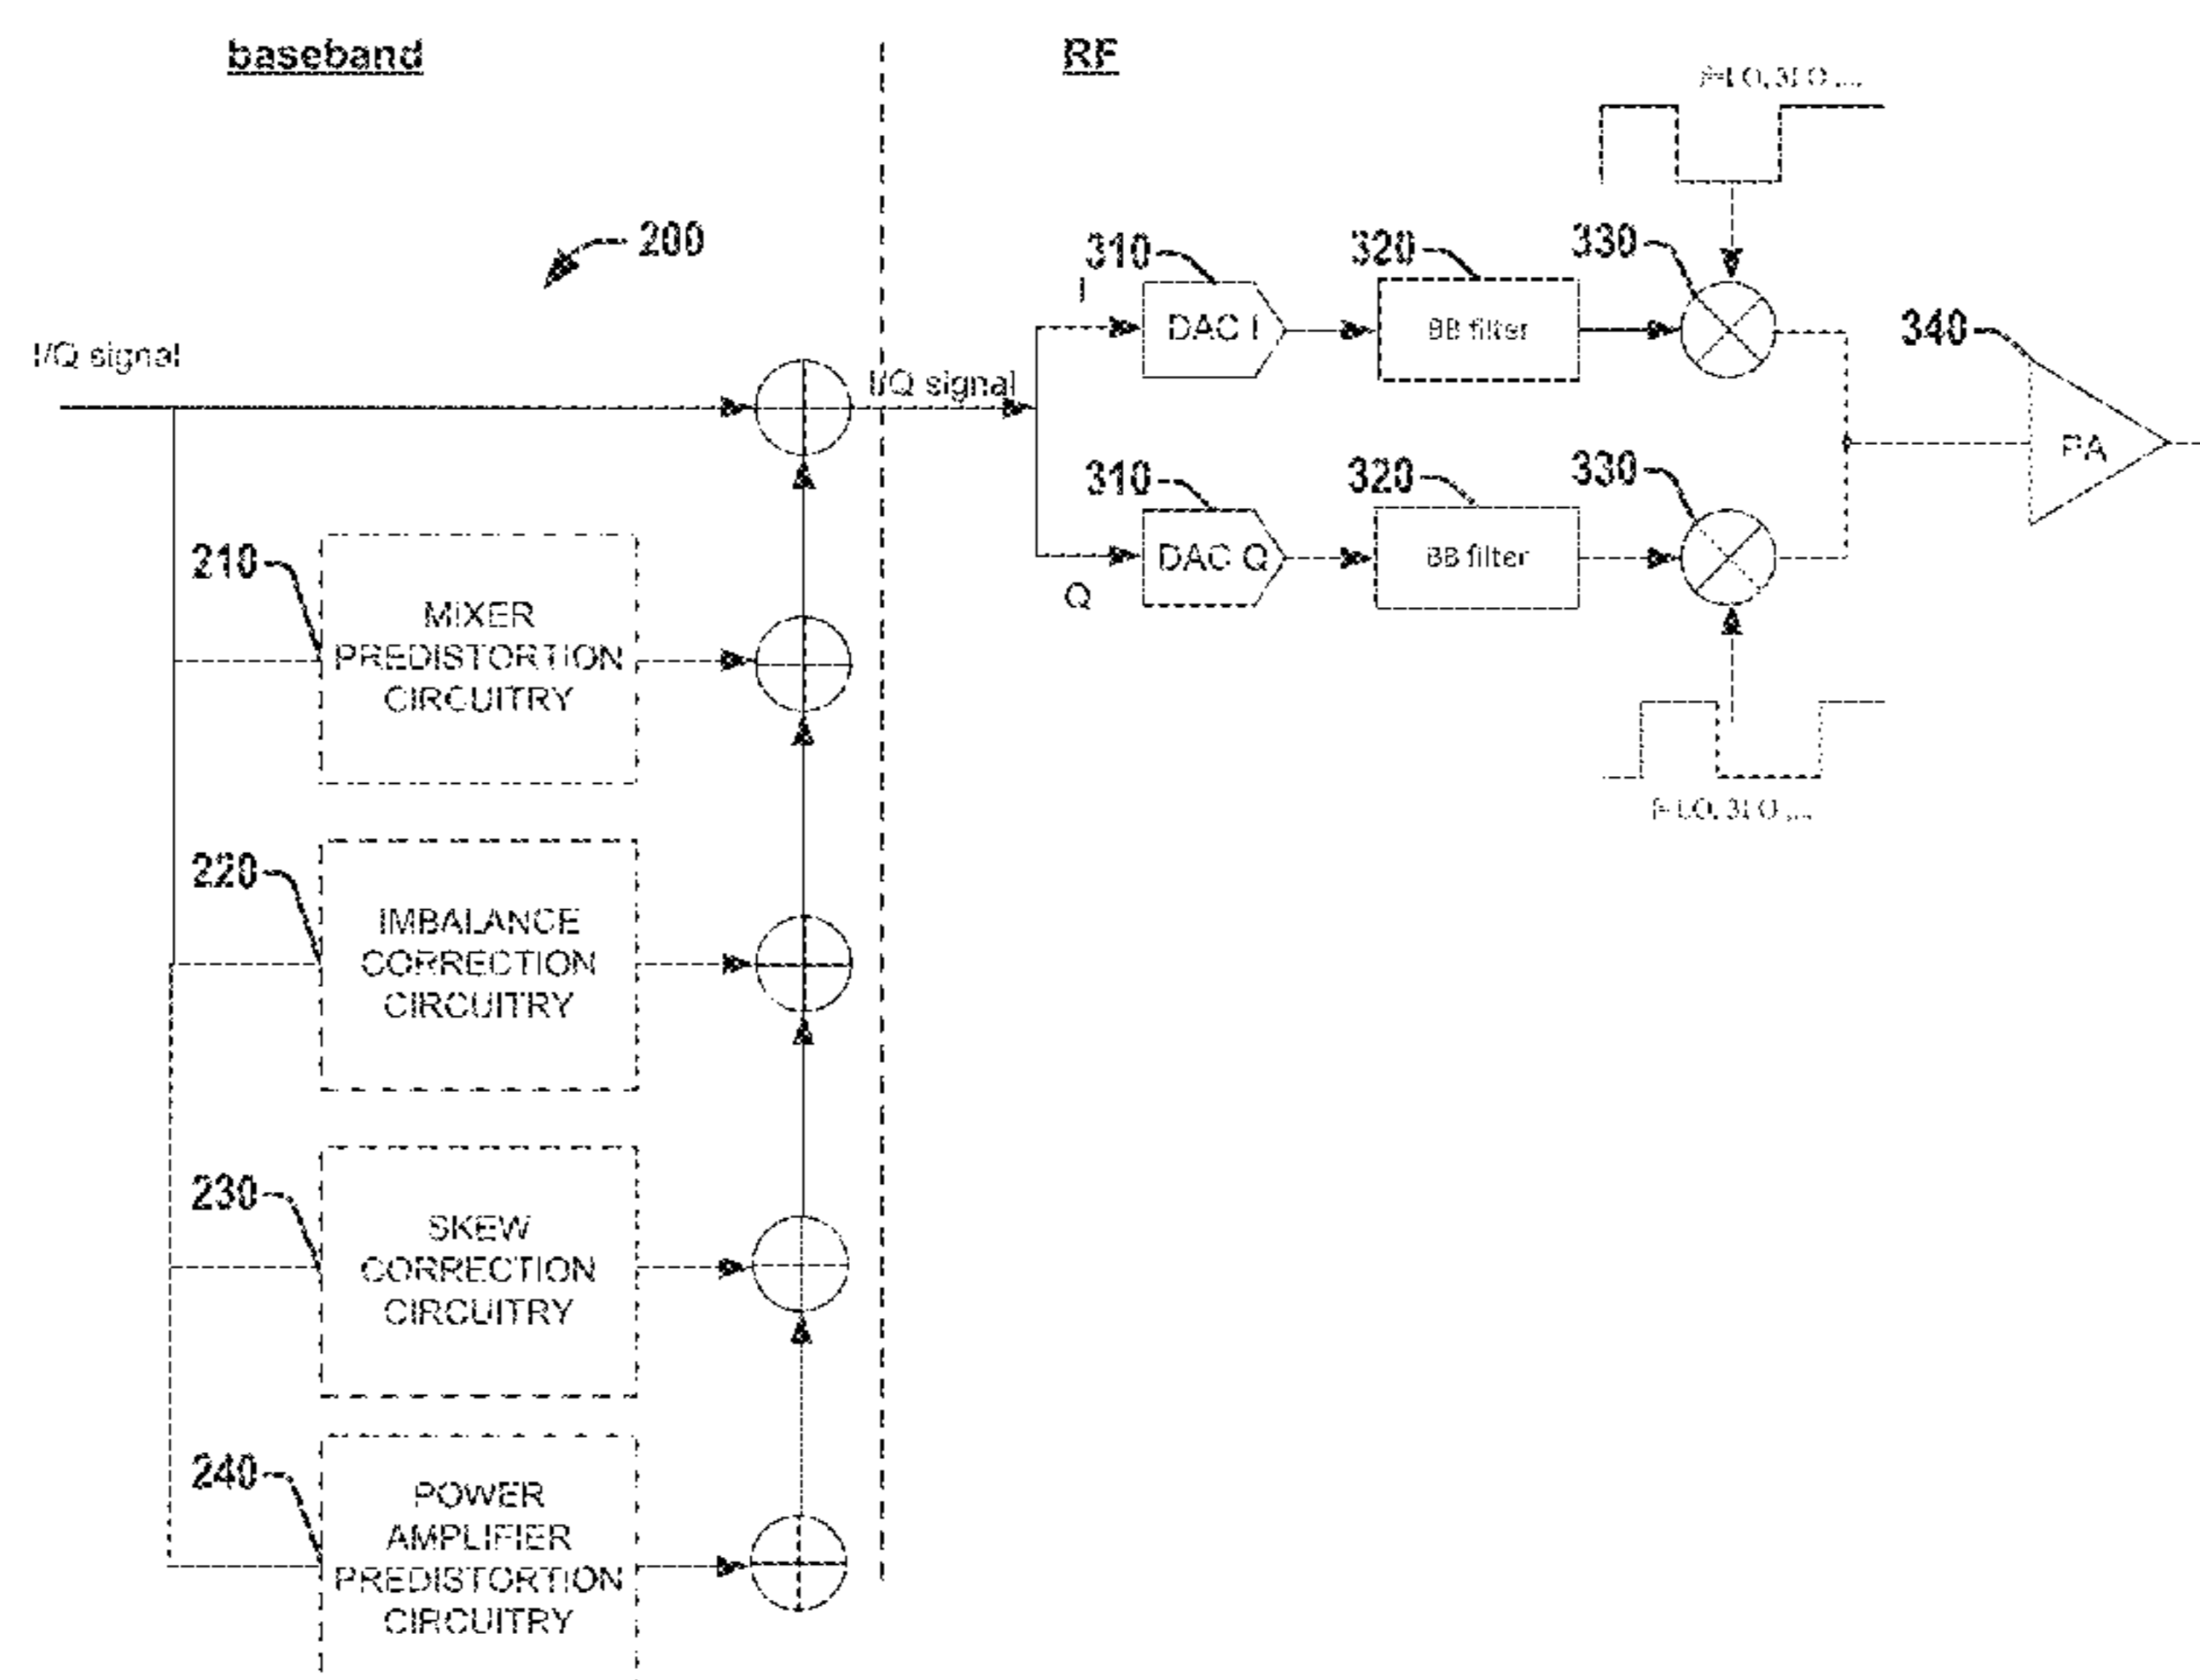 baseband
RF
200
310
320
330
340
I
DAC I
BB filter
I/Q signal
I/Q signal
PA
310
320
330
DAC Q
BB filter
Q
210
MIXER
PREDISTORTION
CIRCUITRY
220
IMBALANCE
CORRECTION
CIRCUITRY
230
SKEW
CORRECTION
CIRCUITRY
240
POWER
AMPLIFIER
PREDISTORTION
CIRCUITRY